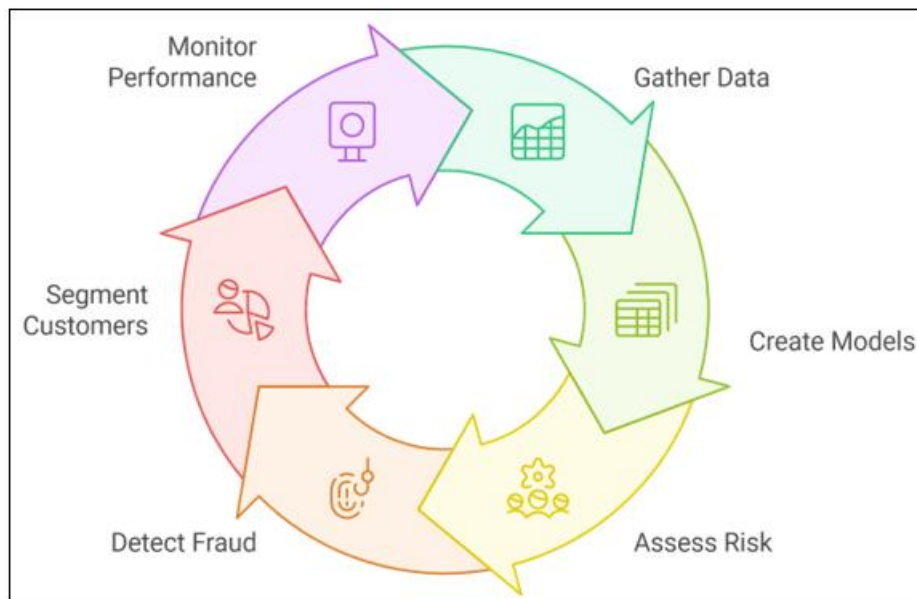 Monitor
Performance
Gather Data
Segment
Customers
Create Models
Detect Fraud
Assess Risk